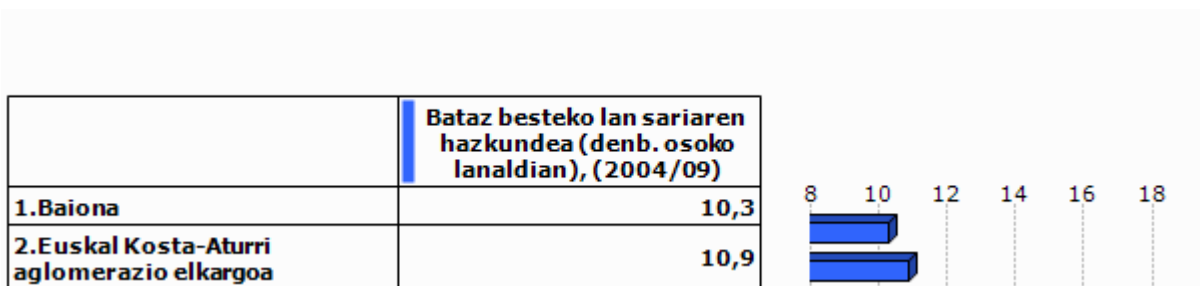 Bataz besteko lan sariaren
hazkundea (denb. osoko
lanaldian), (2004/09)
8 10 12 14 16 18
1.Baiona 10,3
2.Euskal Kosta-Aturri
aglomerazio elkargoa 10,9